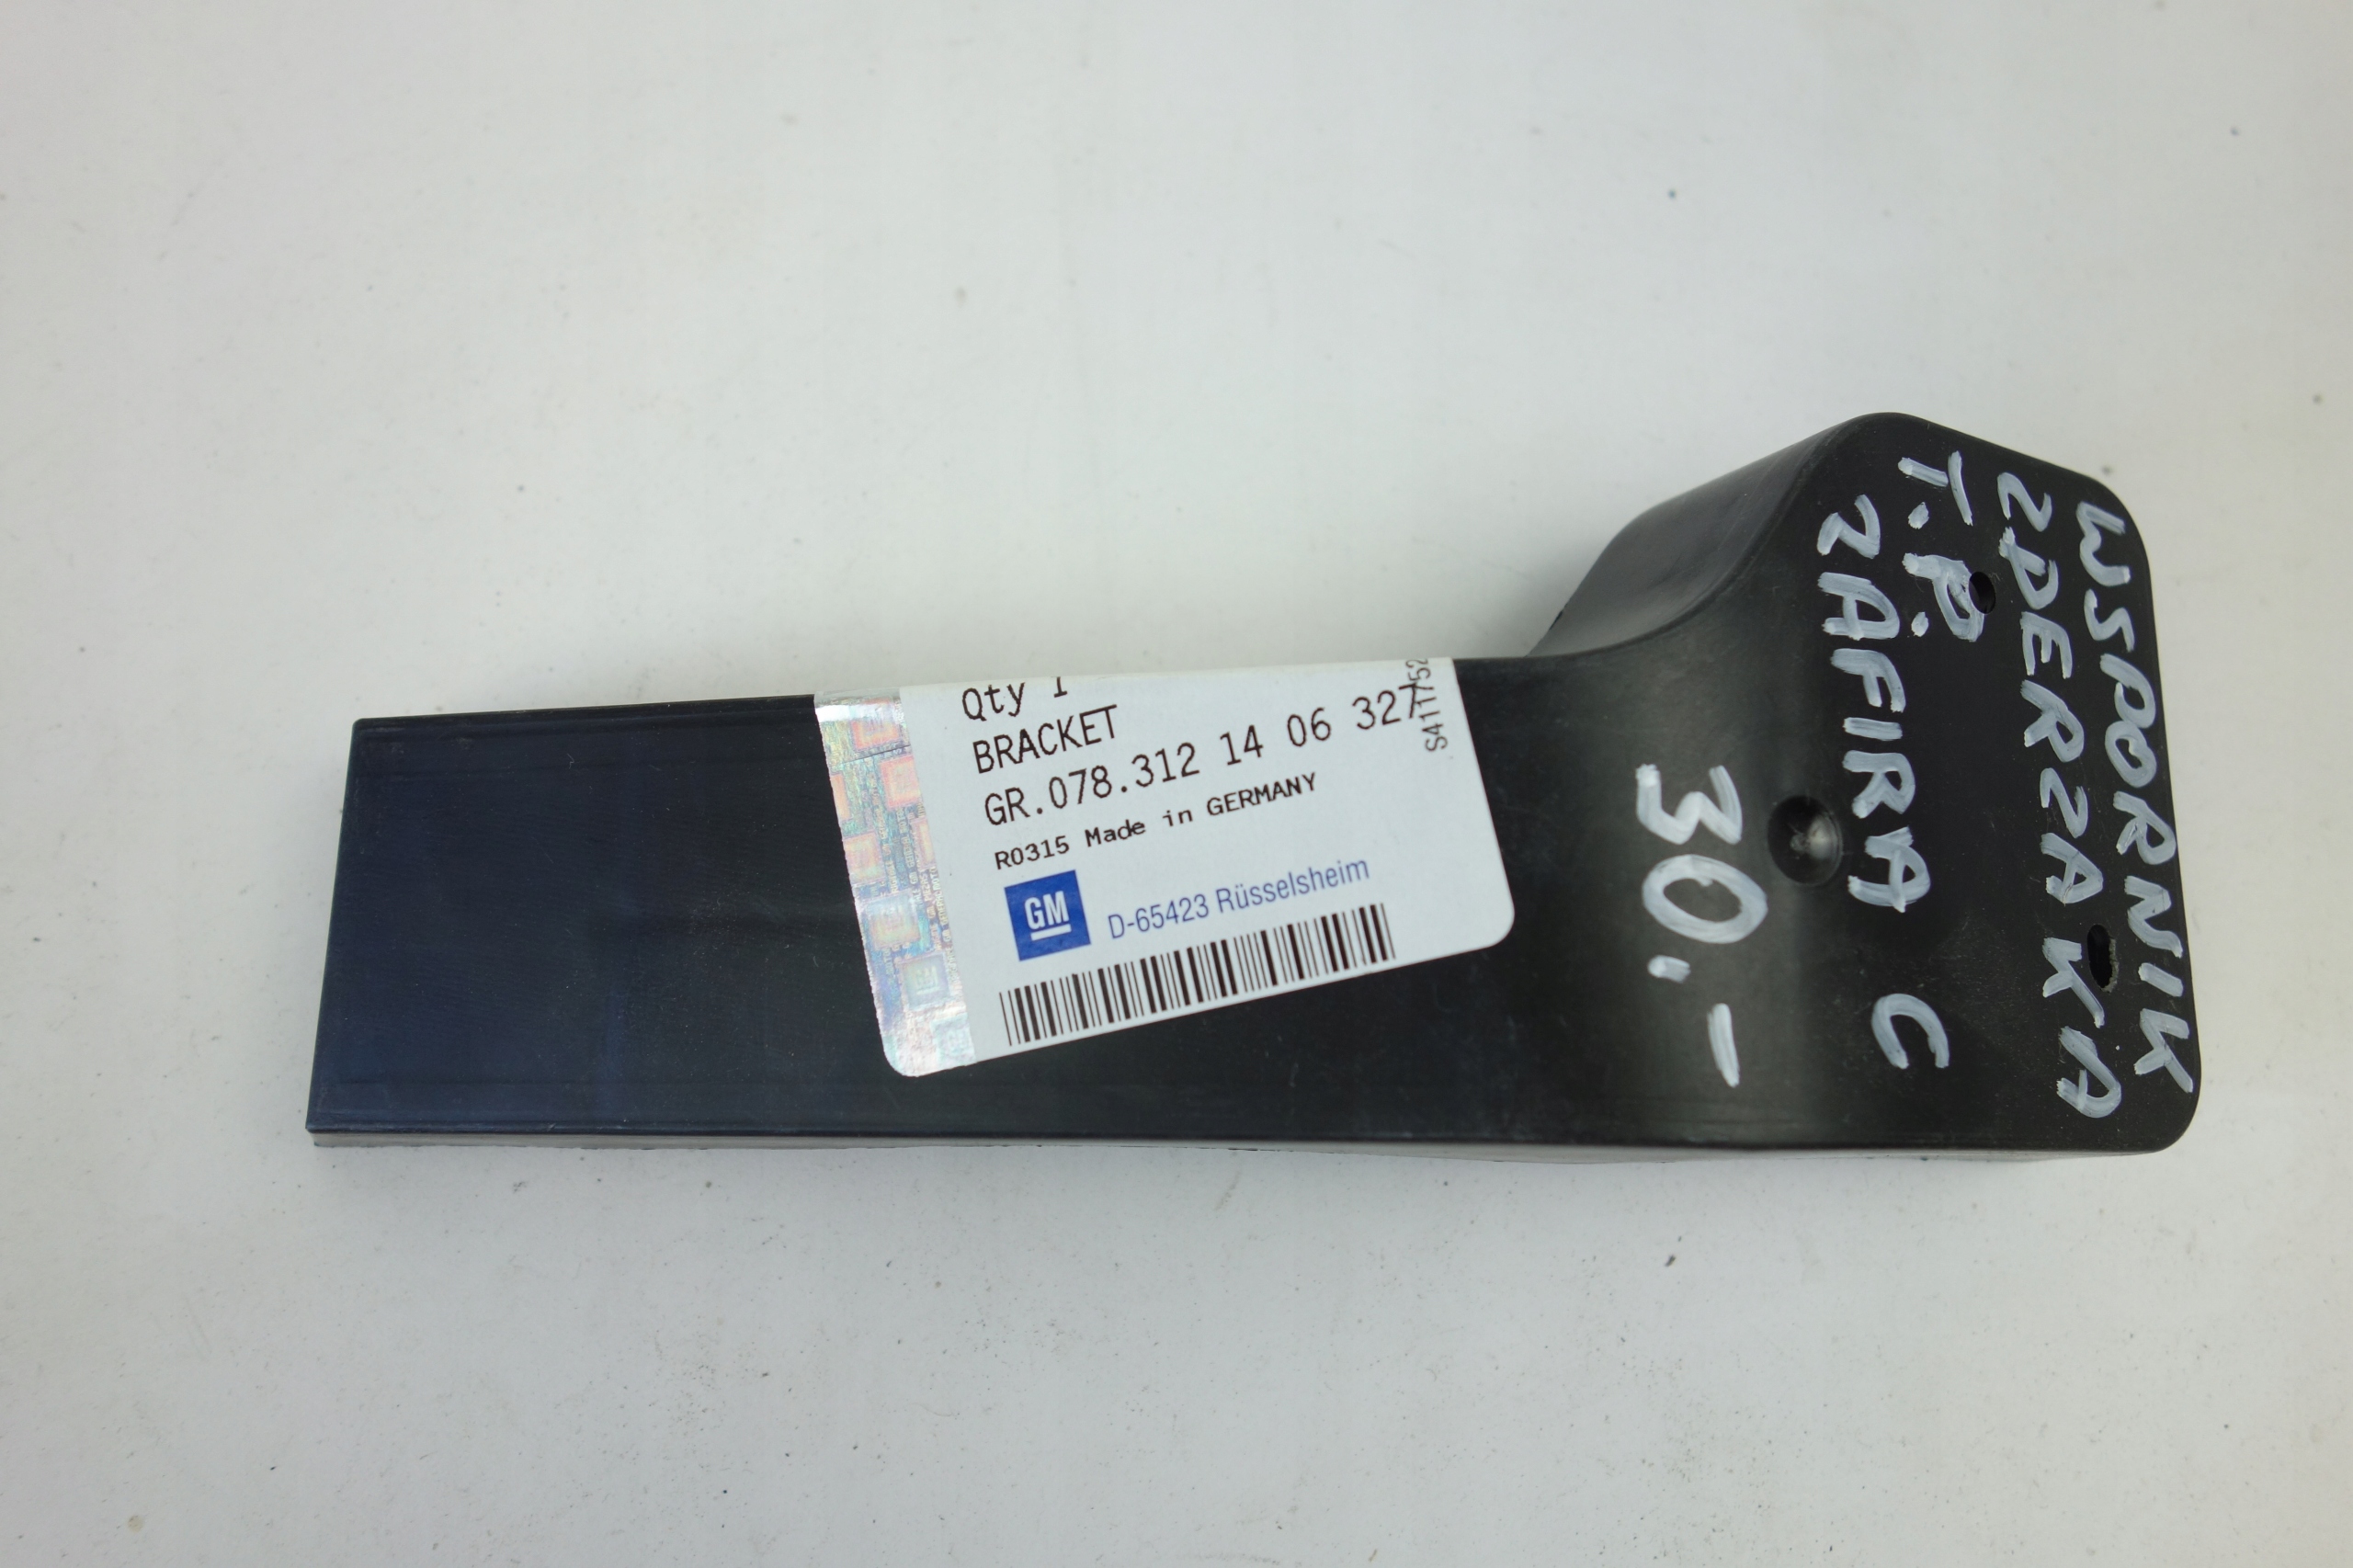 Qty 1
BRACKET
GR.078.312 14 06 327
R0315 Made in GERMANY
GM
D-65423 Rüsselsheim
WSPORNIK
ZDERZAKA
T.P.
ZAFIRA C
30.-